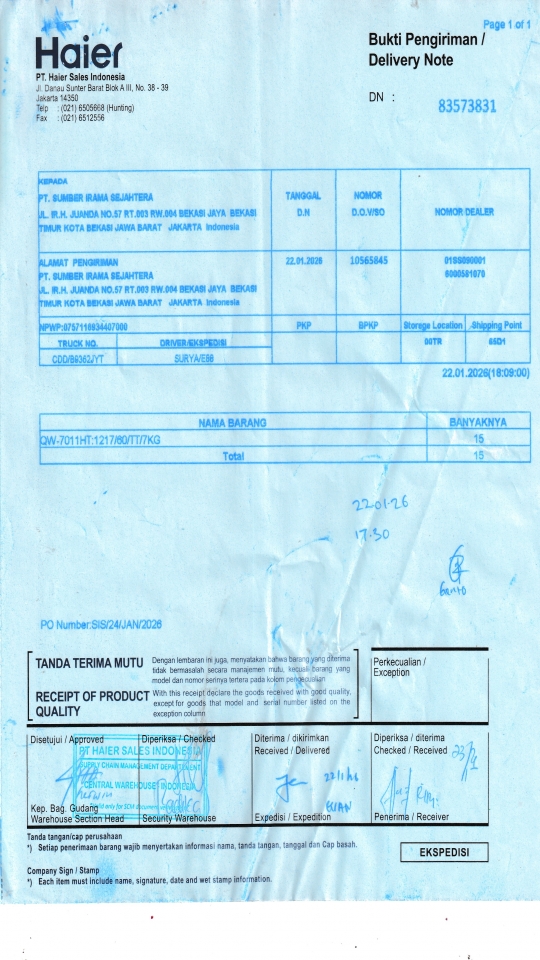 Page 1 of 1
Haier
Bukti Pengiriman /
Delivery Note
PT. Haier Sales Indonesia
Jl. Danau Sunter Barat Blok A III, No. 38 - 39
Jakarta 14350
Telp : (021) 6505668 (Hunting)
Fax : (021) 6512556
DN : 83573831
KEPADA
PT. SUMBER IRAMA SEJAHTERA
JL. IR.H. JUANDA NO.57 RT.003 RW.004 BEKASI JAYA BEKASI
TIMUR KOTA BEKASI JAWA BARAT JAKARTA Indonesia
TANGGAL
D.N
NOMOR
D.O.V/SO
NOMOR DEALER
ALAMAT PENGIRIMAN
PT. SUMBER IRAMA SEJAHTERA
JL. IR.H. JUANDA NO.57 RT.003 RW.004 BEKASI JAYA BEKASI
TIMUR KOTA BEKASI JAWA BARAT JAKARTA Indonesia
22.01.2026
10565845
6000581070
PKP
BPKP
Storage Location
Shipping Point
TRUCK NO.
DRIVER/EKSPEDISI
00TR
CDD/B9362JYT
22.01.2026(18:09:00)
NAMA BARANG
BANYAKNYA
QW-7011HT:1217/60/TT/7KG
15
Total
15
22.01.26
17.30
PO Number:SIS/24/JAN/2026
TANDA TERIMA MUTU
Dengan lembaran ini juga, menyatakan bahwa barang yang diterima
tidak bermasalah secara manajemen mutu, kecuali barang yang
model dan nomor serinya tertera pada kolom pengecualian
RECEIPT OF PRODUCT
QUALITY
With this receipt declare the goods received with good quality,
except for goods that model and serial number listed on the
exception column
Perkecualian /
Exception
Disetujui / Approved
Diperiksa / Checked
Diterima / dikirimkan
Received / Delivered
Diperiksa / diterima
Checked / Received
PT HAIER SALES INDONESIA
SUPPLY CHAIN MANAGEMENT DEPARTMENT
CENTRAL WAREHOUSE INDONESIA
Kep. Bag. Gudang
Warehouse Section Head
Security Warehouse
Expedisi / Expedition
Penerima / Receiver
Tanda tangan/cap perusahaan
*) Setiap penerimaan barang wajib menyertakan informasi nama, tanda tangan, tanggal dan Cap basah.
EKSPEDISI
Company Sign / Stamp
*) Each item must include name, signature, date and wet stamp information.